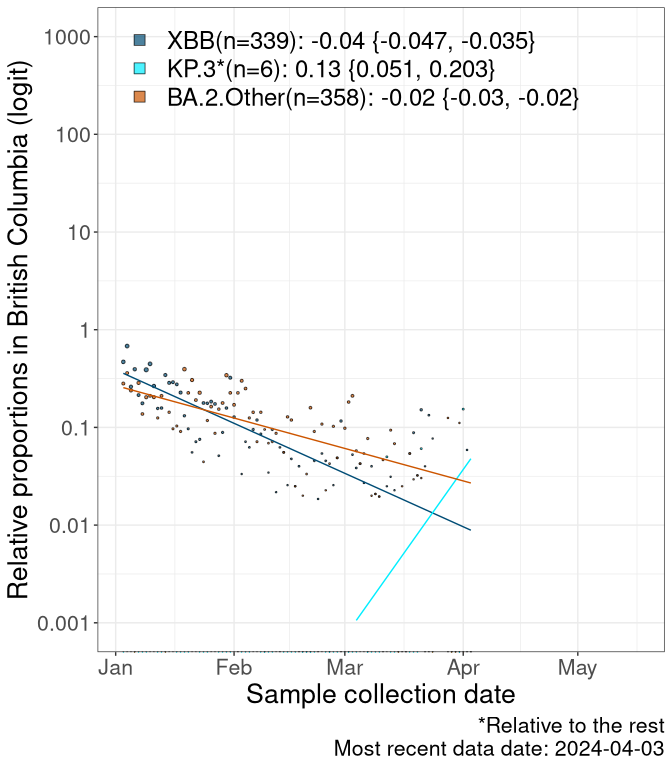 XBB(n=339): -0.04 {-0.047, -0.035}
KP.3*(n=6): 0.13 {0.051, 0.203}
BA.2.Other(n=358): -0.02 {-0.03, -0.02}
Relative proportions in British Columbia (logit)
1000
100
10
1
0.1
0.01
0.001
Jan Feb Mar Apr May
Sample collection date
*Relative to the rest
Most recent data date: 2024-04-03